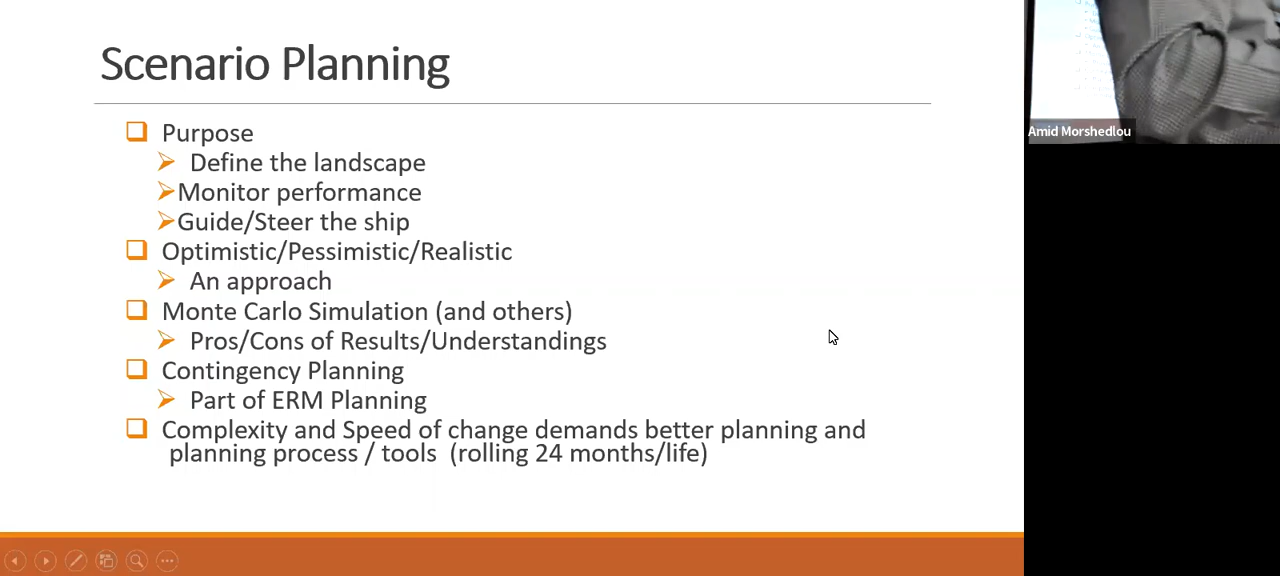 Scenario Planning
Purpose
Define the landscape
Monitor performance
Guide/Steer the ship
Optimistic/Pessimistic/Realistic
An approach
Monte Carlo Simulation (and others)
Pros/Cons of Results/Understandings
Contingency Planning
Part of ERM Planning
Complexity and Speed of change demands better planning and
planning process / tools (rolling 24 months/life)
Amid Morshedlou